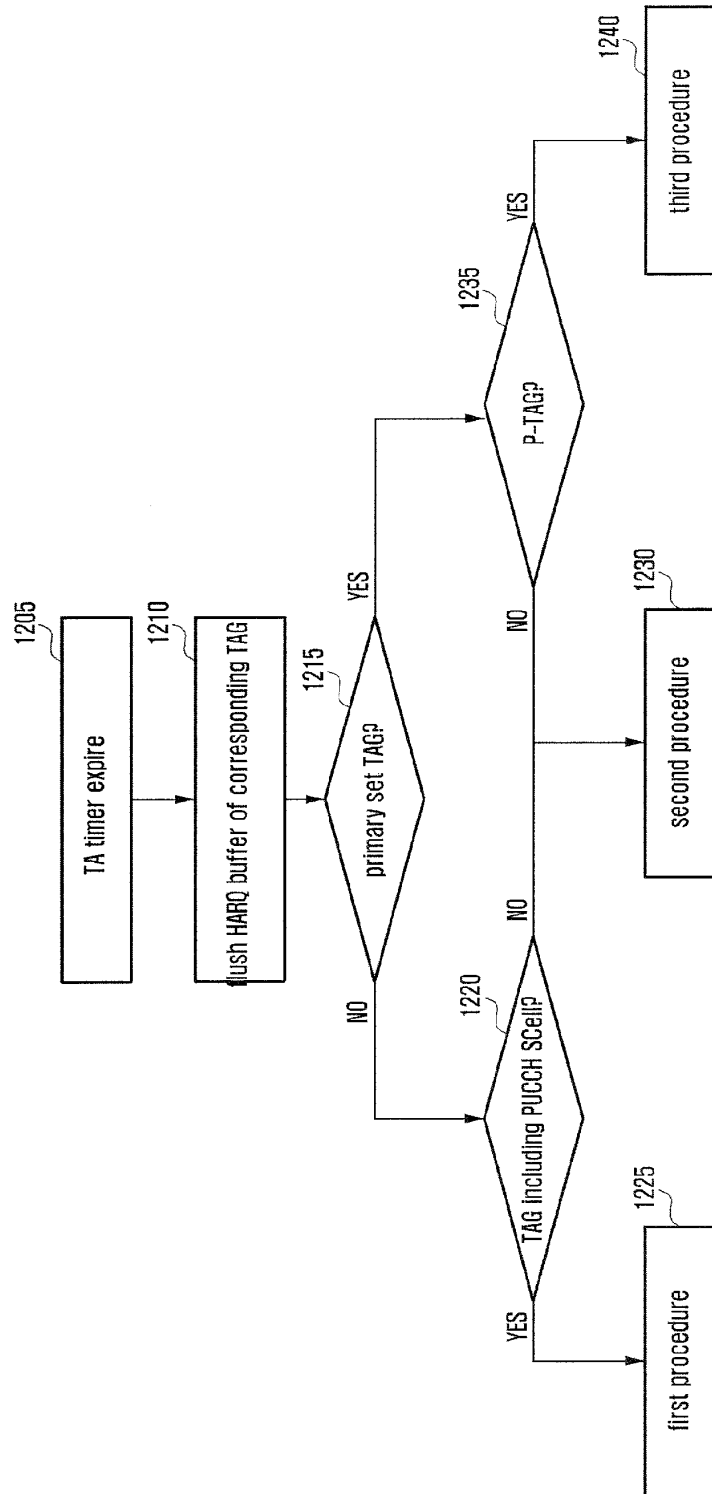 1205
TA timer expire
1210
flush HARQ buffer of corresponding TAG
1215
primary set TAG?
NO
YES
1220
TAG including PUCCH SCell?
1235
P-TAG?
YES
NO
NO
YES
1225
first procedure
1230
second procedure
1240
third procedure